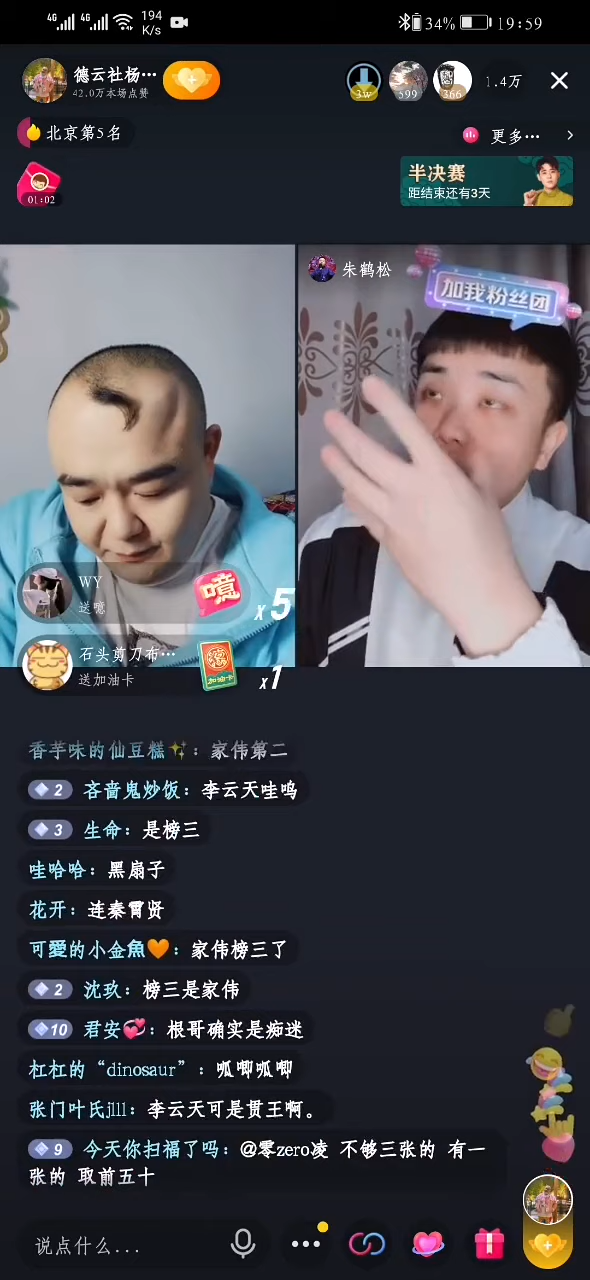 4G 4G 194 K/s 34% 19:59
德云社杨…
42.0万本场点赞
3w 599 366 1.4万
北京第5名
更多…
01:02
半决赛
距结束还有3天
朱鹤松
加我粉丝团
WY
送噫
噫
x5
石头剪刀布…
送加油卡
加油卡
x1
香芋味的仙豆糕✨：家伟第二
2 吝啬鬼炒饭：李云天哇呜
3 生命：是榜三
哇哈哈：黑扇子
花开：连秦霄贤
可愛的小金魚🧡：家伟榜三了
2 沈玖：榜三是家伟
10 君安💞：根哥确实是痴迷
杠杠的“dinosaur”：呱唧呱唧
张门叶氏jlll：李云天可是贯王啊。
9 今天你扫福了吗：@零zero凌 不够三张的 有一
张的 取前五十
说点什么...